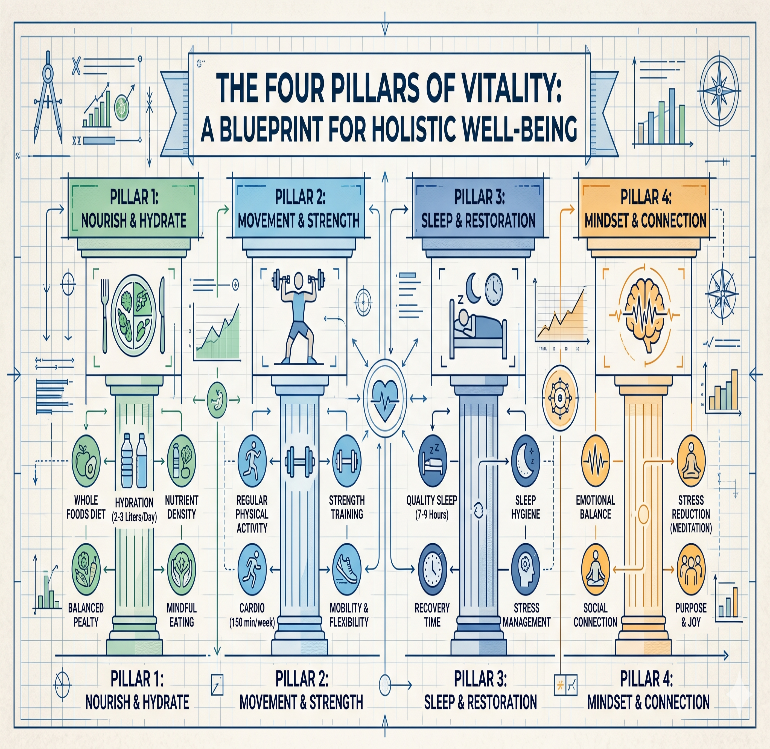 THE FOUR PILLARS OF VITALITY:
A BLUEPRINT FOR HOLISTIC WELL-BEING
PILLAR 1:
NOURISH & HYDRATE
PILLAR 2:
MOVEMENT & STRENGTH
PILLAR 3:
SLEEP & RESTORATION
PILLAR 4:
MINDSET & CONNECTION
WHOLE
FOODS DIET
HYDRATION
(2-3 Liters/Day)
NUTRIENT
DENSITY
BALANCED
PEALTY
MINDFUL
EATING
REGULAR
PHYSICAL
ACTIVITY
STRENGTH
TRAINING
CARDIO
(150 min/week)
MOBILITY &
FLEXIBILITY
QUALITY SLEEP
(7-9 Hours)
SLEEP
HYGIENE
RECOVERY
TIME
STRESS
MANAGEMENT
EMOTIONAL
BALANCE
STRESS
REDUCTION
(MEDITATION)
SOCIAL
CONNECTION
PURPOSE
& JOY
PILLAR 1:
NOURISH & HYDRATE
PILLAR 2:
MOVEMENT & STRENGTH
PILLAR 3:
SLEEP & RESTORATION
PILLAR 4:
MINDSET & CONNECTION